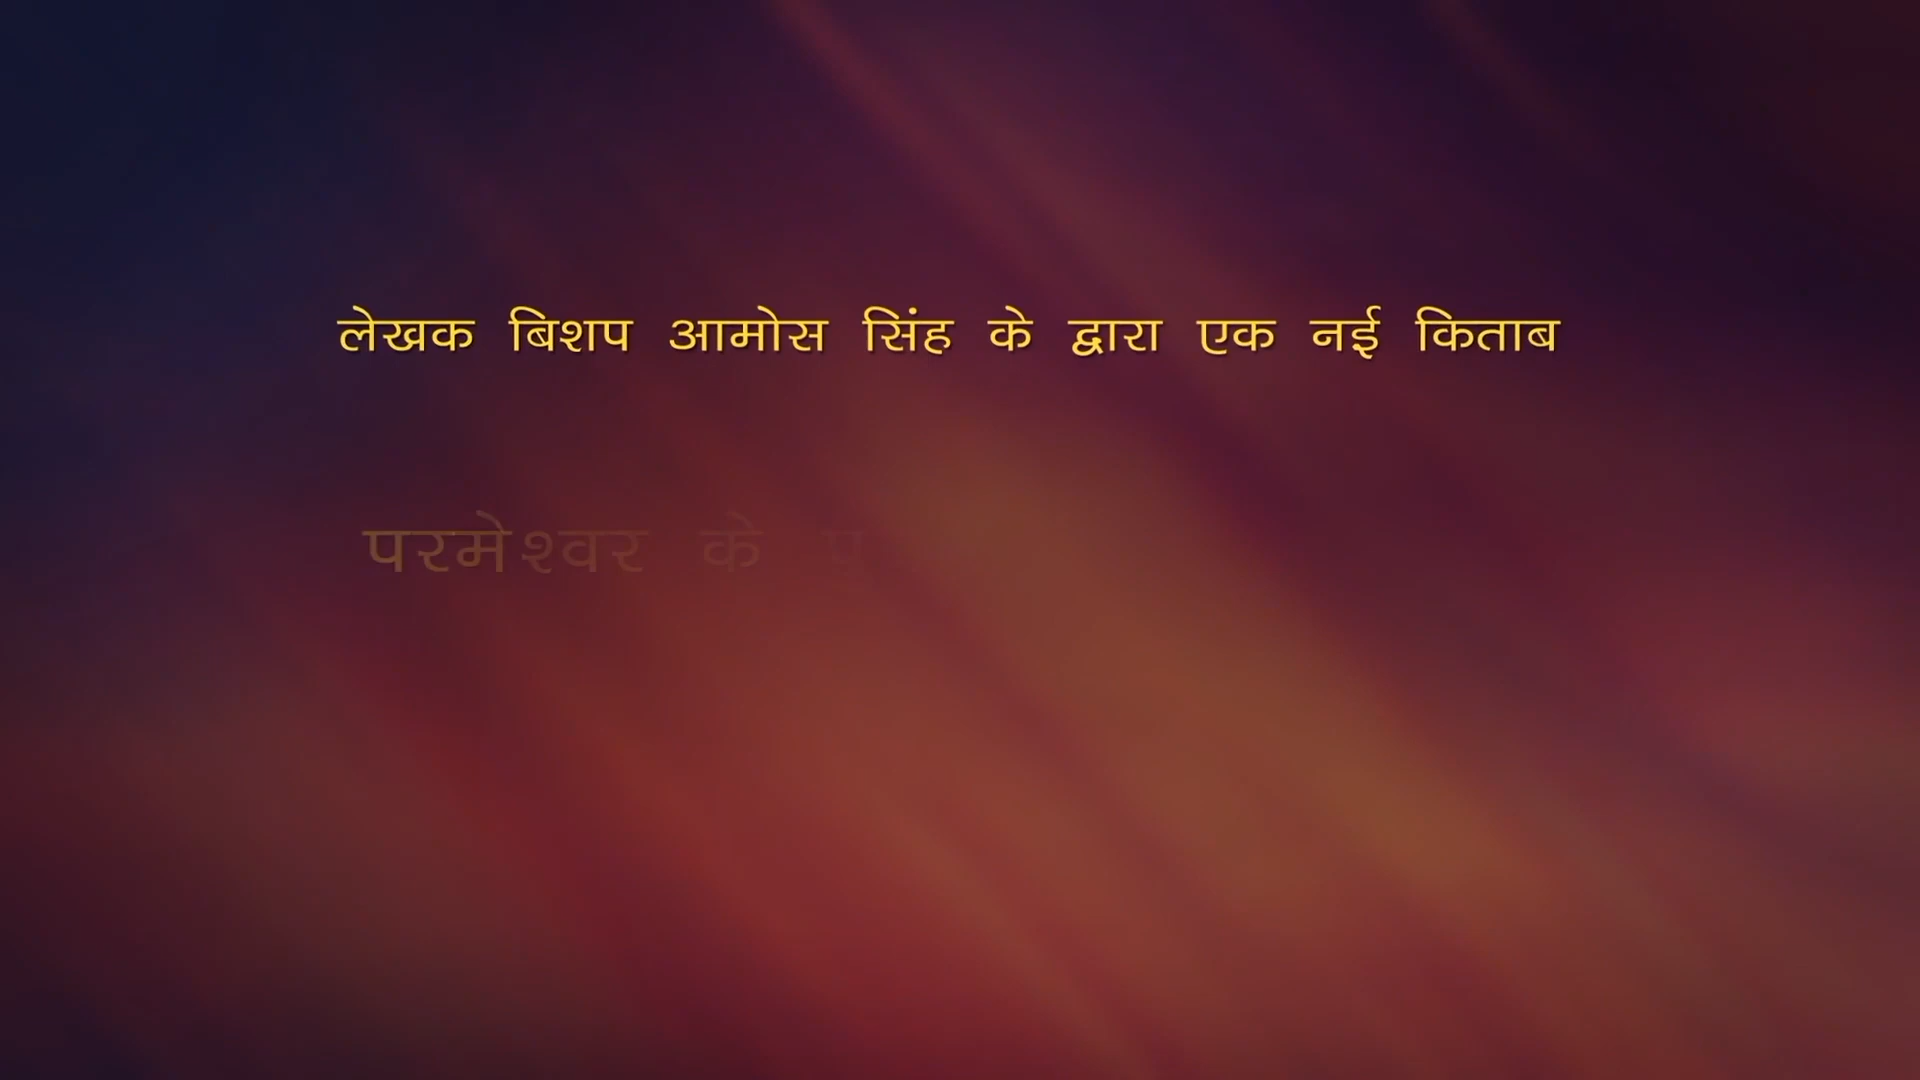 लेखक बिशप आमोस सिंह के द्वारा एक नई किताब
परमेश्वर के